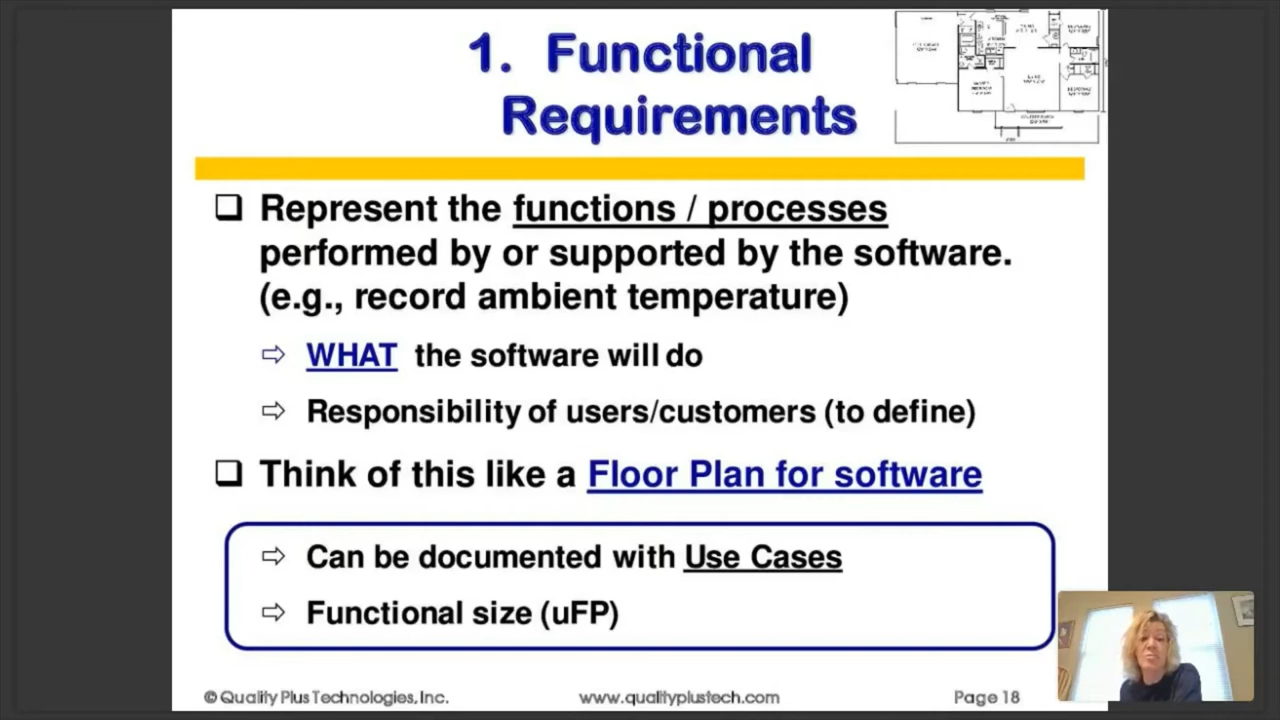 1. Functional
Requirements
❑ Represent the functions / processes
performed by or supported by the software.
(e.g., record ambient temperature)
⇨ WHAT the software will do
⇨ Responsibility of users/customers (to define)
❑ Think of this like a Floor Plan for software
⇨ Can be documented with Use Cases
⇨ Functional size (uFP)
© Quality Plus Technologies, Inc. www.qualityplustech.com Page 18